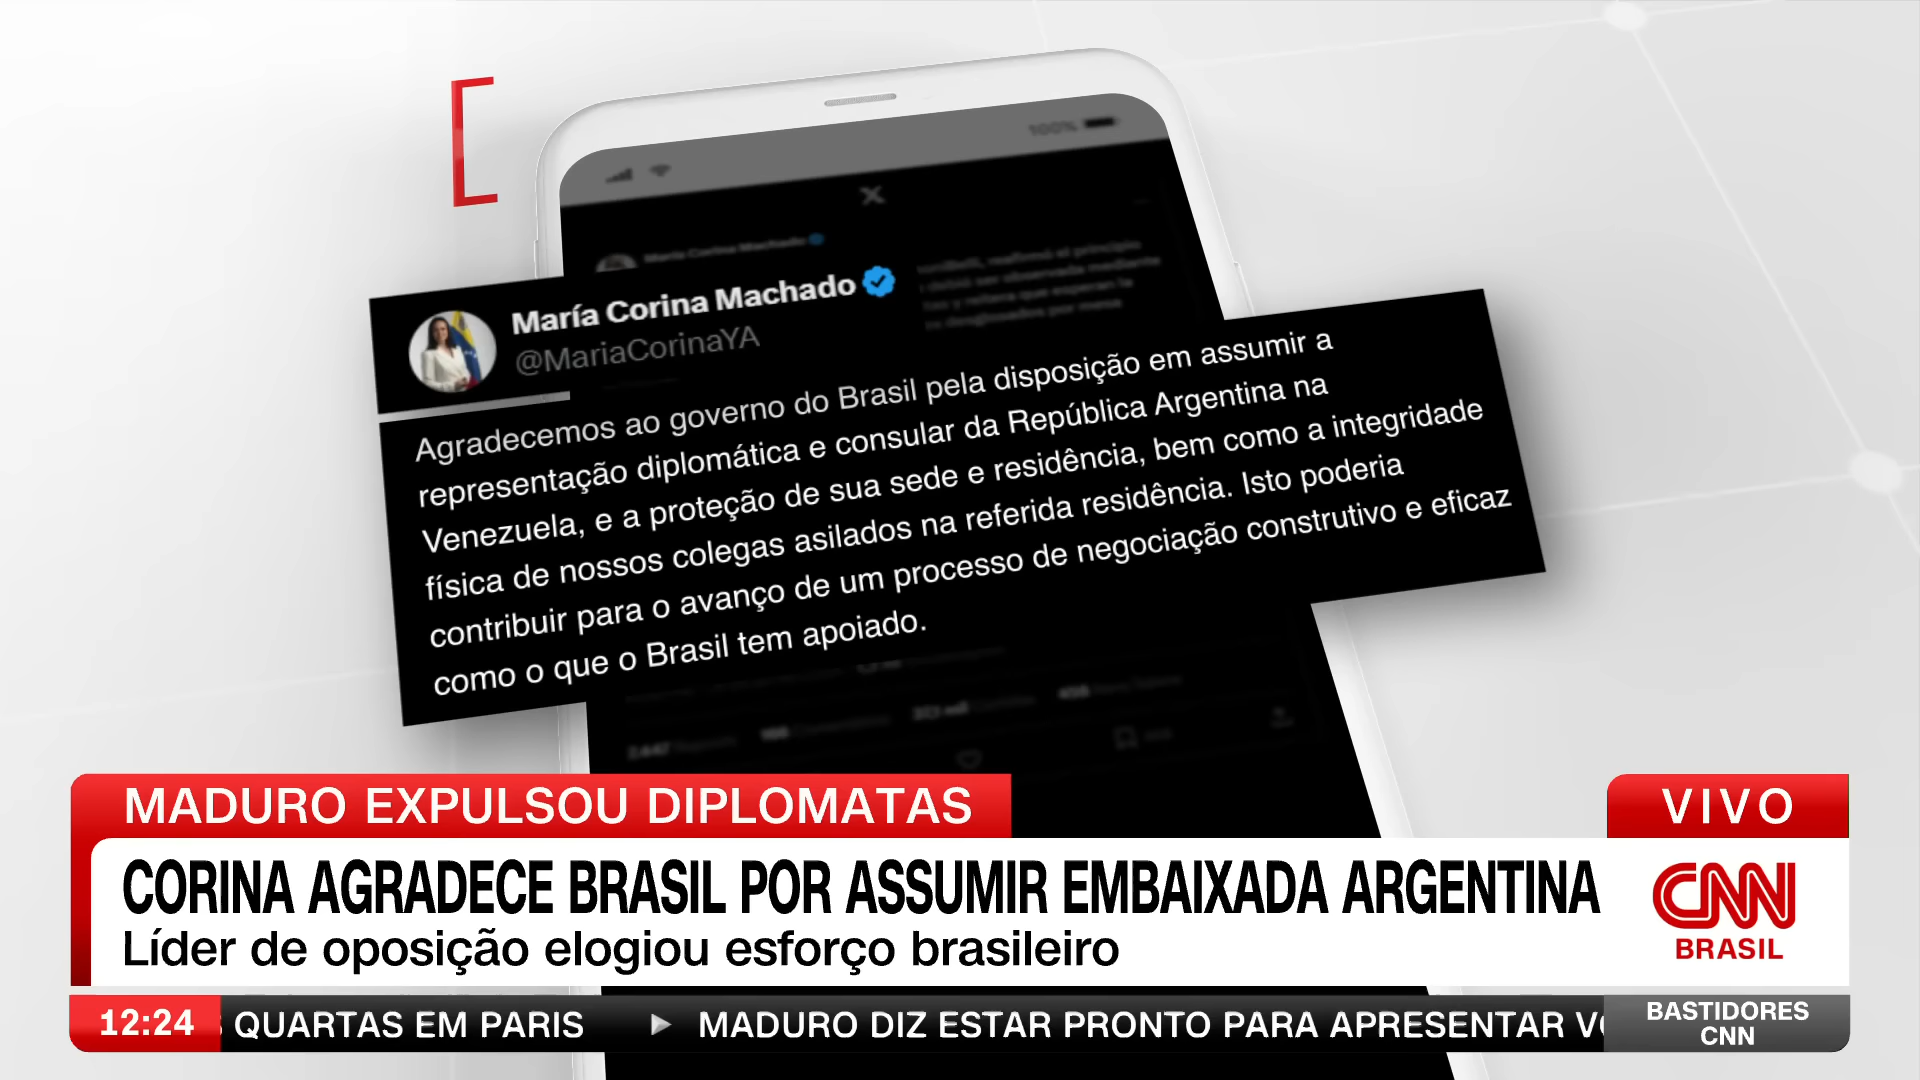 100%
X
María Corina Machado
María Corina Machado
@MariaCorinaYA
Agradecemos ao governo do Brasil pela disposição em assumir a
representação diplomática e consular da República Argentina na
Venezuela, e a proteção de sua sede e residência, bem como a integridade
física de nossos colegas asilados na referida residência. Isto poderia
contribuir para o avanço de um processo de negociação construtivo e eficaz
como o que o Brasil tem apoiado.
MADURO EXPULSOU DIPLOMATAS
VIVO
CORINA AGRADECE BRASIL POR ASSUMIR EMBAIXADA ARGENTINA
Líder de oposição elogiou esforço brasileiro
CNN
BRASIL
12:24
QUARTAS EM PARIS
MADURO DIZ ESTAR PRONTO PARA APRESENTAR
BASTIDORES
CNN